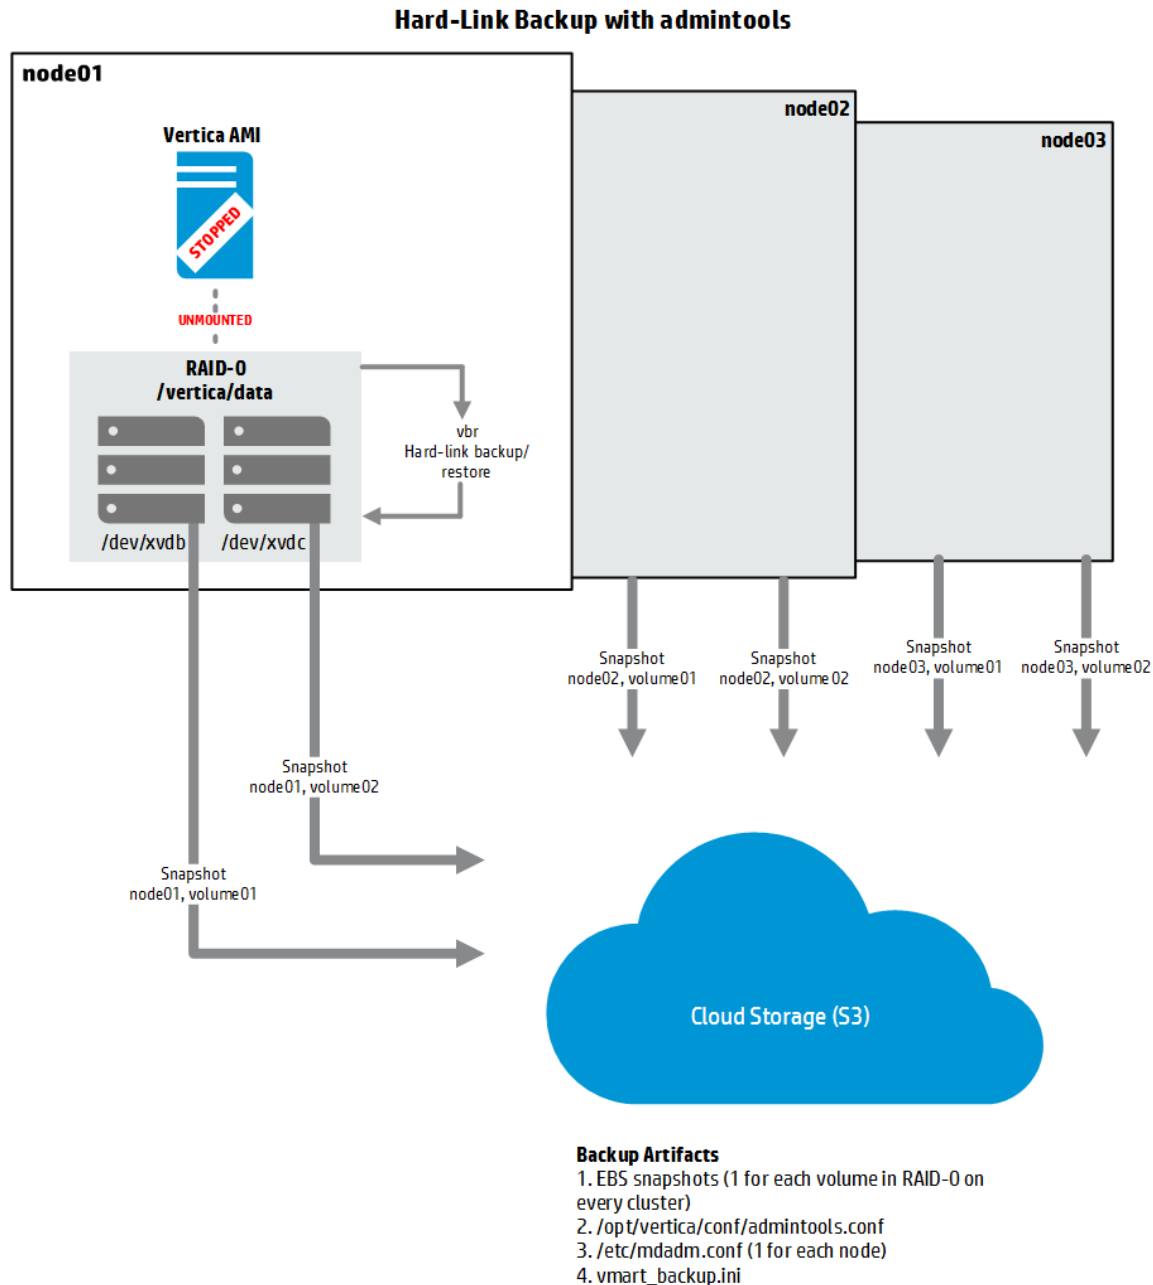 Hard-Link Backup with admintools
node01
node02
node03
Vertica AMI
STOPPED
UNMOUNTED
RAID-0
/vertica/data
vbr
Hard-link backup/
restore
/dev/xvdb
/dev/xvdc
Snapshot
node02, volume01
Snapshot
node02, volume02
Snapshot
node03, volume01
Snapshot
node03, volume02
Snapshot
node01, volume02
Snapshot
node01, volume01
Cloud Storage (S3)
Backup Artifacts
1. EBS snapshots (1 for each volume in RAID-0 on
every cluster)
2. /opt/vertica/conf/admintools.conf
3. /etc/mdadm.conf (1 for each node)
4. vmart_backup.ini